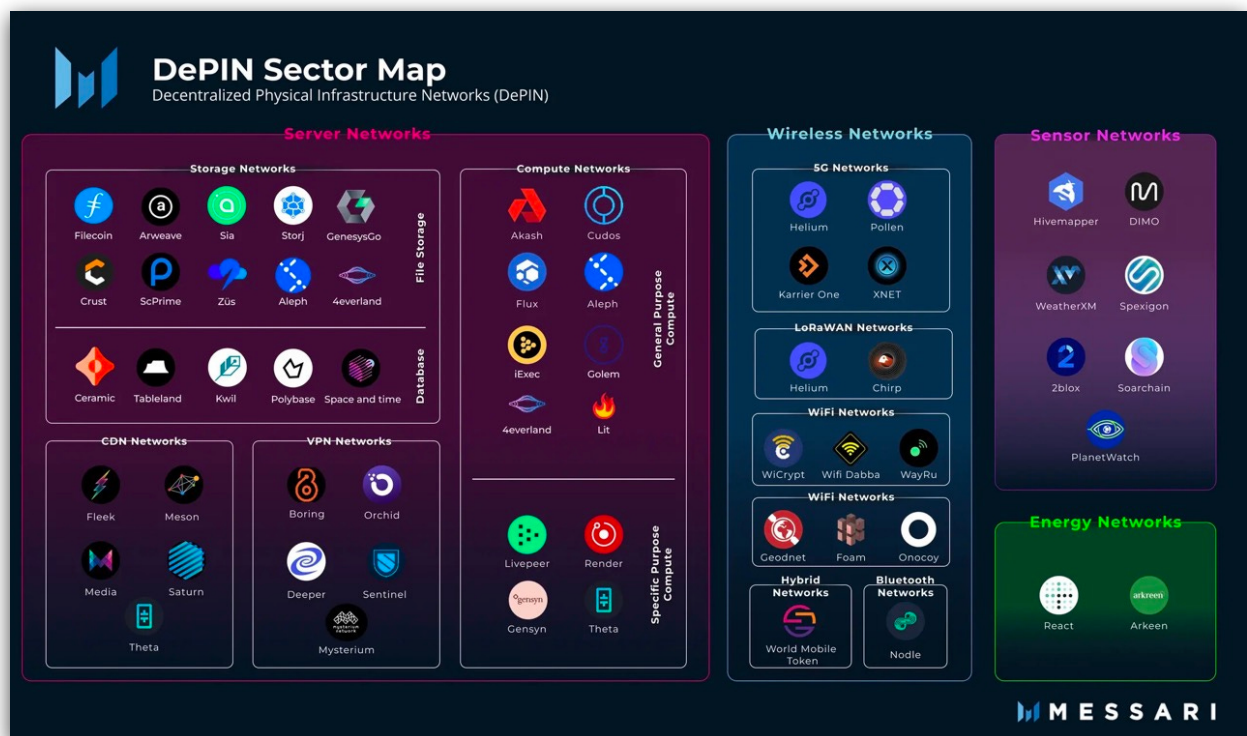 DePIN Sector Map
Decentralized Physical Infrastructure Networks (DePIN)
Server Networks
Storage Networks
Filecoin
Arweave
Sia
Storj
GenesysGo
Crust
ScPrime
Züs
Aleph
4everland
File Storage
Ceramic
Tableland
Kwil
Polybase
Space and time
Database
CDN Networks
Fleek
Meson
Media
Saturn
Theta
VPN Networks
Boring
Orchid
Deeper
Sentinel
mysterium
network
Mysterium
Compute Networks
Akash
Cudos
Flux
Aleph
iExec
Golem
4everland
Lit
General Purpose
Compute
Livepeer
Render
gensyn
Gensyn
Theta
Specific Purpose
Compute
Wireless Networks
5G Networks
Helium
Pollen
Karrier One
XNET
LoRaWAN Networks
Helium
Chirp
WiFi Networks
WiCrypt
Wifi Dabba
WayRu
WiFi Networks
Geodnet
Foam
Onocoy
Hybrid
Networks
World Mobile
Token
Bluetooth
Networks
Nodle
Sensor Networks
Hivemapper
DIMO
WeatherXM
Spexigon
2blox
Soarchain
PlanetWatch
Energy Networks
React
arkreen
Arkeen
MESSARI